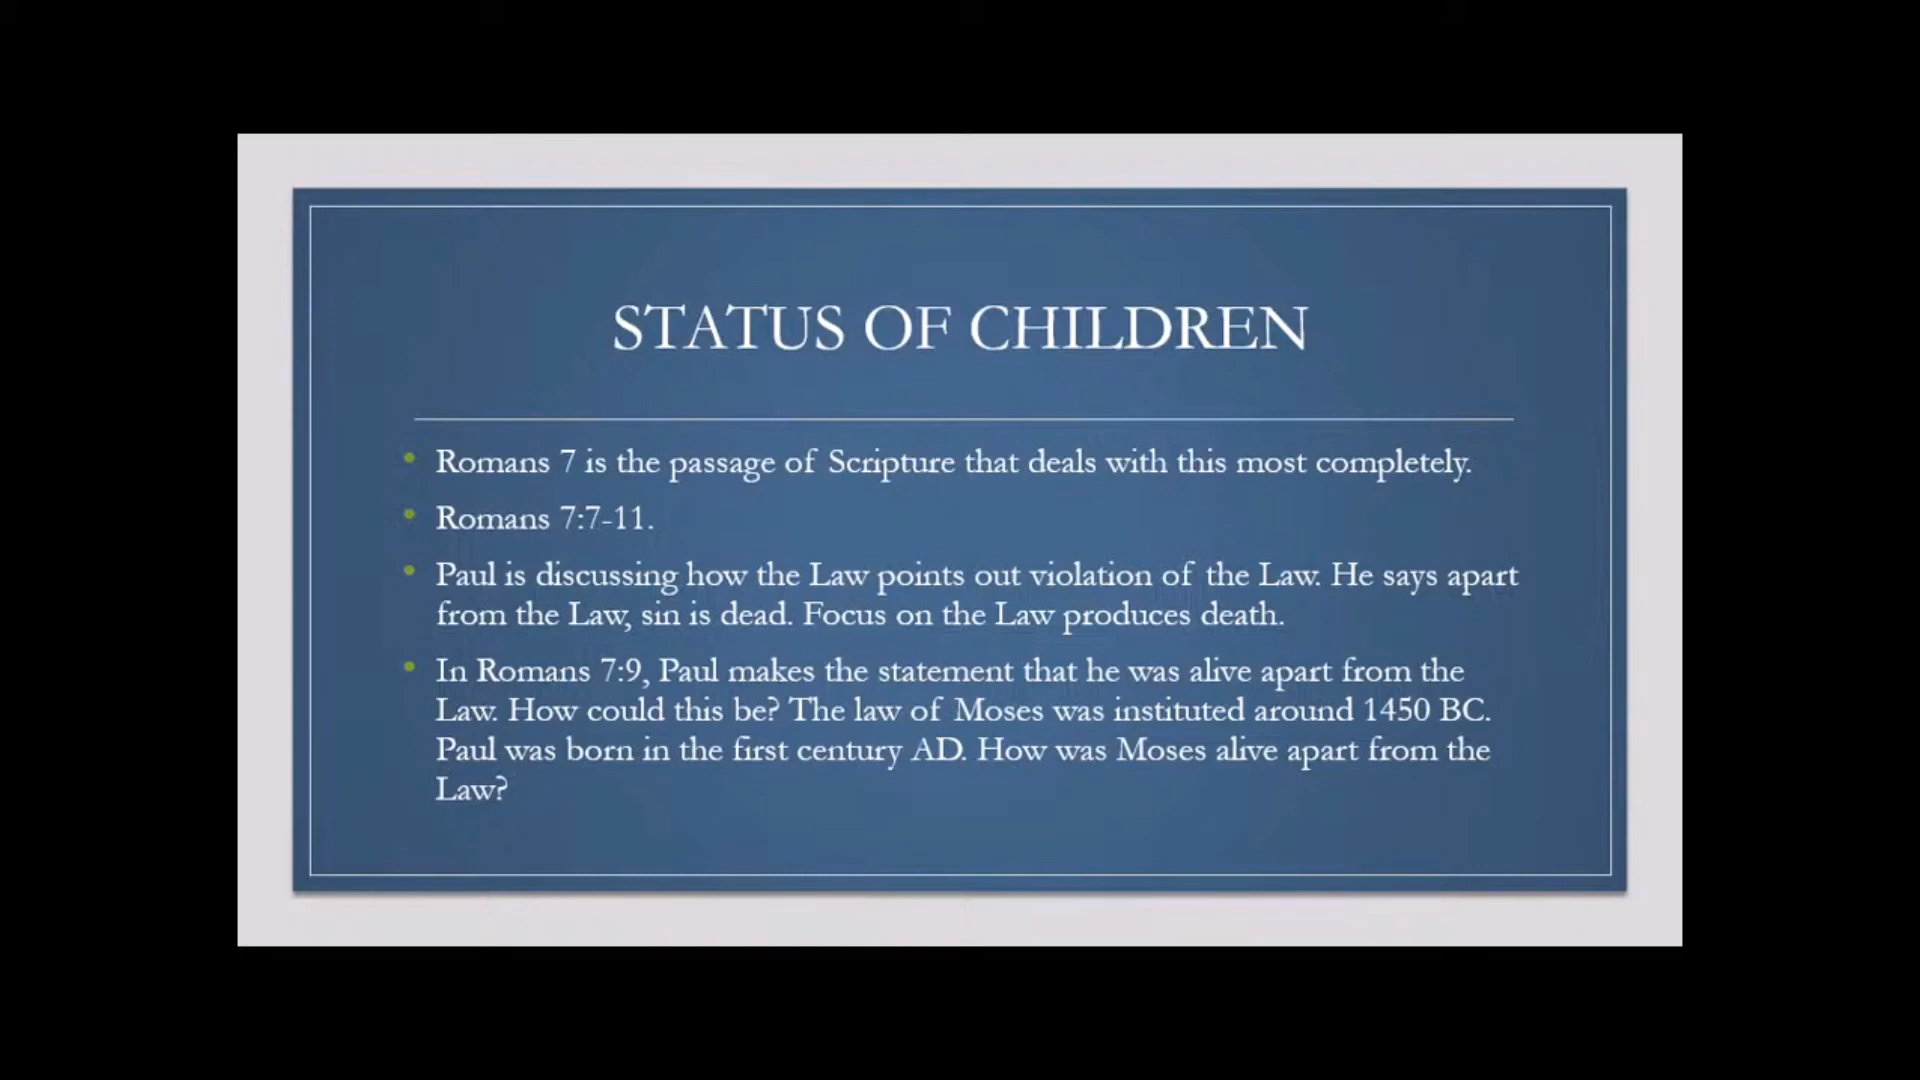 STATUS OF CHILDREN
• Romans 7 is the passage of Scripture that deals with this most completely.
• Romans 7:7-11.
• Paul is discussing how the Law points out violation of the Law. He says apart
from the Law, sin is dead. Focus on the Law produces death.
• In Romans 7:9, Paul makes the statement that he was alive apart from the
Law. How could this be? The law of Moses was instituted around 1450 BC.
Paul was born in the first century AD. How was Moses alive apart from the
Law?